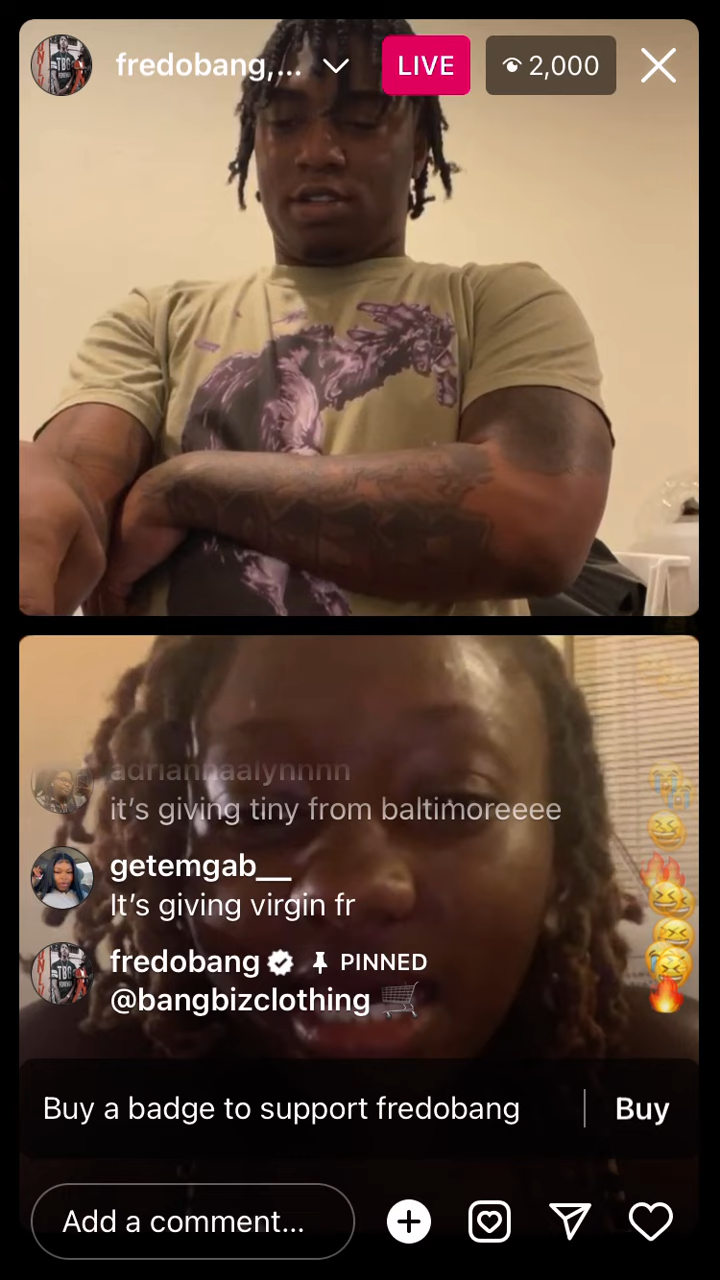 fredobang,...
LIVE
2,000
adriannaalynnnn
it’s giving tiny from baltimoreeee
getemgab__
It’s giving virgin fr
fredobang PINNED
@bangbizclothing 🛒
Buy a badge to support fredobang
Buy
Add a comment...